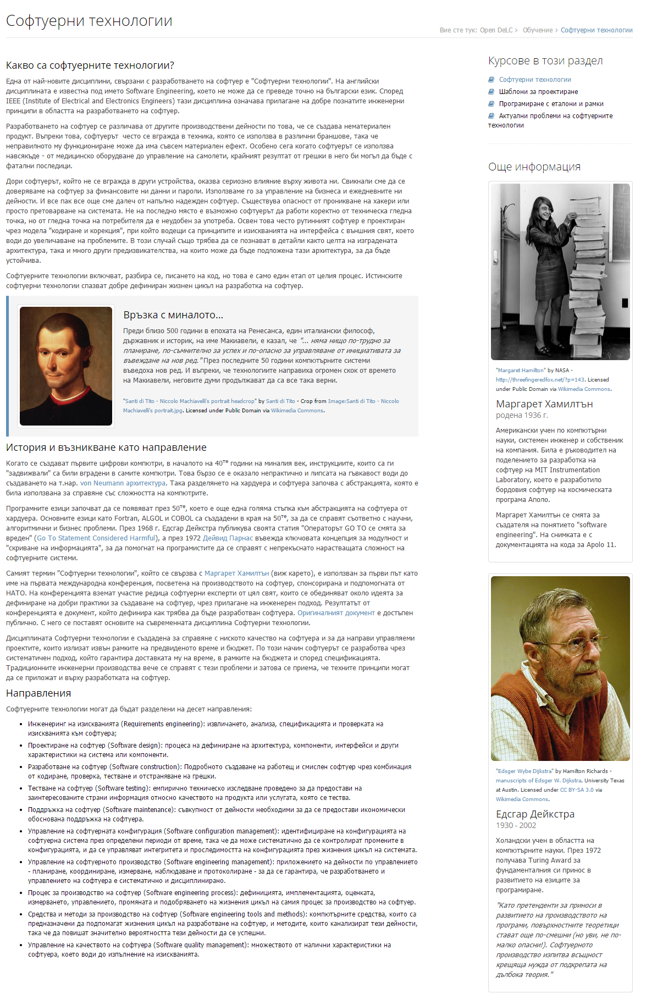 Софтуерни технологии
Вие сте тук: Open DeLC › Обучение › Софтуерни технологии
Какво са софтуерните технологии?
Една от най-новите дисциплини, свързани с разработването на софтуер е "Софтуерни технологии". На английски
дисциплината е известна под името Software Engineering, което не може да се преведе точно на български език. Според
IEEE (Institute of Electrical and Electronics Engineers) тази дисциплина означава прилагане на добре познатите инженерни
принципи в областта на разработването на софтуер.
Разработването на софтуер се различава от другите производствени дейности по това, че се създава нематериален
продукт. Въпреки това, софтуерът  често се вгражда в техника, която се използва в различни браншове, така че
неправилното му функциониране може да има съвсем материален ефект. Особено сега когато софтуерът се използва
навсякъде - от медицинско оборудване до управление на самолети, крайният резултат от грешки в него би могъл да бъде с
фатални последици.
Дори софтуерът, който не се вгражда в други устройства, оказва сериозно влияние върху живота ни. Свикнали сме да се
доверяваме на софтуер за финансовите ни данни и пароли. Използваме го за управление на бизнеса и ежедневните ни
дейности. И все пак все още сме далеч от напълно надежден софтуер. Съществува опасност от проникване на хакери или
просто претоварване на системата. Не на последно място е възможно софтуерът да работи коректно от техническа гледна
точка, но от гледна точка на потребителя да е неудобен за употреба. Освен това често рутинният софтуер е проектиран
чрез модела "кодиране и корекция", при който водещи са принципите и изискванията на интерфейса с външния свят, което
води до увеличаване на проблемите. В този случай също трябва да се познават в детайли както целта на изградената
архитектура, така и много други предизвикателства, на които може да бъде подложена тази архитектура, за да бъде
устойчива.
Софтуерните технологии включват, разбира се, писането на код, но това е само един етап от целия процес. Истинските
софтуерни технологии спазват добре дефиниран жизнен цикъл на разработка на софтуер.
Връзка с миналото...
Преди близо 500 години в епохата на Ренесанса, един италиански философ,
държавник и историк, на име Макиавели, е казал, че "... няма нищо по-трудно за
планиране, по-съмнително за успех и по-опасно за управляване от инициативата за
въвеждане на нов ред." През последните 50 години компютърните системи
въведоха нов ред. И въпреки, че технологиите направиха огромен скок от времето
на Макиавели, неговите думи продължават да са все така верни.
"Santi di Tito - Niccolo Machiavelli's portrait headcrop" by Santi di Tito - Crop from Image:Santi di Tito - Niccolo
Machiavelli's portrait.jpg. Licensed under Public Domain via Wikimedia Commons.
История и възникване като направление
Когато се създават първите цифрови компютри, в началото на 40те години на миналия век, инструкциите, които са ги
"задвижвали" са били вградени в самите компютри. Това бързо се е оказало непрактично и липсата на гъвкавост води до
създаването на т.нар. von Neumann архитектура. Така разделянето на хардуера и софтуера започва с абстракцията, която е
била използвана за справяне със сложността на компютрите.
Програмните езици започват да се появяват през 50те, което е още една голяма стъпка към абстракцията на софтуера от
хардуера. Основните езици като Fortran, ALGOL и COBOL са създадени в края на 50те, за да се справят съответно с научни,
алгоритмични и бизнес проблеми. През 1968 г. Едсгар Дейкстра публикува своята статия "Операторът GO TO се смята за
вреден" (Go To Statement Considered Harmful), а през 1972 Дейвид Парнас въвежда ключовата концепция за модулност и
"скриване на информацията", за да помогнат на програмистите да се справят с непрекъснато нарастващата сложност на
софтуерните системи.
Самият термин "Софтуерни технологии", който се свързва с Маргарет Хамилтън (виж карето), е използван за първи път като
име на първата международна конференция, посветена на производството на софтуер, спонсорирана и подпомогната от
НАТО. На конференцията вземат участие редица софтуерни експерти от цял свят, които се обединяват около идеята за
дефиниране на добри практики за създаване на софтуер, чрез прилагане на инженерен подход. Резултатът от
конференцията е документ, който дефинира как трябва да бъде разработван софтуера. Оригиналният документ е достъпен
публично. С него се поставят основите на съвременната дисциплина Софтуерни технологии.
Дисциплината Софтуерни технологии е създадена за справяне с ниското качество на софтуера и за да направи управляеми
проектите, които излизат извън рамките на предвиденото време и бюджет. По този начин софтуерът се разработва чрез
систематичен подход, който гарантира доставката му на време, в рамките на бюджета и според спецификацията.
Традиционните инженерни производства вече се справят с тези проблеми и затова се приема, че техните принципи могат
да се приложат и върху разработката на софтуер.
Направления
Софтуерните технологии могат да бъдат разделени на десет направления:
• Инженеринг на изискванията (Requirements engineering): извличането, анализа, спецификацията и проверката на
изискванията към софтуера;
• Проектиране на софтуер (Software design): процеса на дефиниране на архитектура, компоненти, интерфейси и други
характеристики на система или компоненти.
• Разработване на софтуер (Software construction): Подробното създаване на работещ и смислен софтуер чрез комбинация
от кодиране, проверка, тестване и отстраняване на грешки.
• Тестване на софтуер (Software testing): емпирично техническо изследване проведено за да предостави на
заинтересованите страни информация относно качеството на продукта или услугата, която се тества.
• Поддръжка на софтуер (Software maintenance): съвкупност от дейности необходими за да се предостави икономически
обоснована поддръжка на софтуера.
• Управление на софтуерната конфигурация (Software configuration management): идентифициране на конфигурацията на
софтуерна система през определени периоди от време, така че да може систематично да се контролират промените в
конфигурацията, и да се управляват интегритета и проследимостта на конфигурацията през жизнения цикъл на системата.
• Управление на софтуерното производство (Software engineering management): приложението на дейности по управлението
- планиране, координиране, измерване, наблюдаване и протоколиране - за да се гарантира, че разработването и
управлението на софтуера е систематично и дисциплинирано.
• Процес за производство на софтуер (Software engineering process): дефиницията, имплементацията, оценката,
измерването, управлението, промяната и подобряването на жизнения цикъл на самия процес за производство на софтуер.
• Средства и методи за производство на софтуер (Software engineering tools and methods): компютърните средства, които са
предназначени да подпомагат жизнения цикъл на разработване на софтуер, и методите, които канализират тези дейности,
така че да повишат значително вероятността тези дейности да се успешни.
• Управление на качеството на софтуера (Software quality management): множеството от налични характеристики на
софтуера, което води до изпълнение на изискванията.
Курсове в този раздел
Софтуерни технологии
Шаблони за проектиране
Програмиране с еталони и рамки
Актуални проблеми на софтуерните
технологии
Още информация
"Margaret Hamilton" by NASA -
http://threefingeredfox.net/?p=143. Licensed
under Public Domain via Wikimedia Commons.
Маргарет Хамилтън
родена 1936 г.
Американски учен по компютърни
науки, системен инженер и собственик
на компания. Била е ръководител на
поделението за разработка на
софтуер на MIT Instrumentation
Laboratory, което е разработило
бордовия софтуер на космическата
програма Аполо.
Маргарет Хамилтън се смята за
създателя на понятието "software
engineering". На снимката е с
документацията на кода за Apolo 11.
"Edsger Wybe Dijkstra" by Hamilton Richards -
manuscripts of Edsger W. Dijkstra, University Texas
at Austin. Licensed under CC BY-SA 3.0 via
Wikimedia Commons.
Едсгар Дейкстра
1930 - 2002
Холандски учен в областта на
компютърните науки. През 1972
получава Turing Award за
фундаменталния си принос в
развитието на езиците за
програмиране.
"Като претенденти за приноси в
развитието на производството на
програми, повърхностните теоретици
стават още по-смешни (но уви, не по-
малко опасни!). Софтуерното
производство изпитва всъщност
крещяща нужда от подкрепата на
дълбока теория."